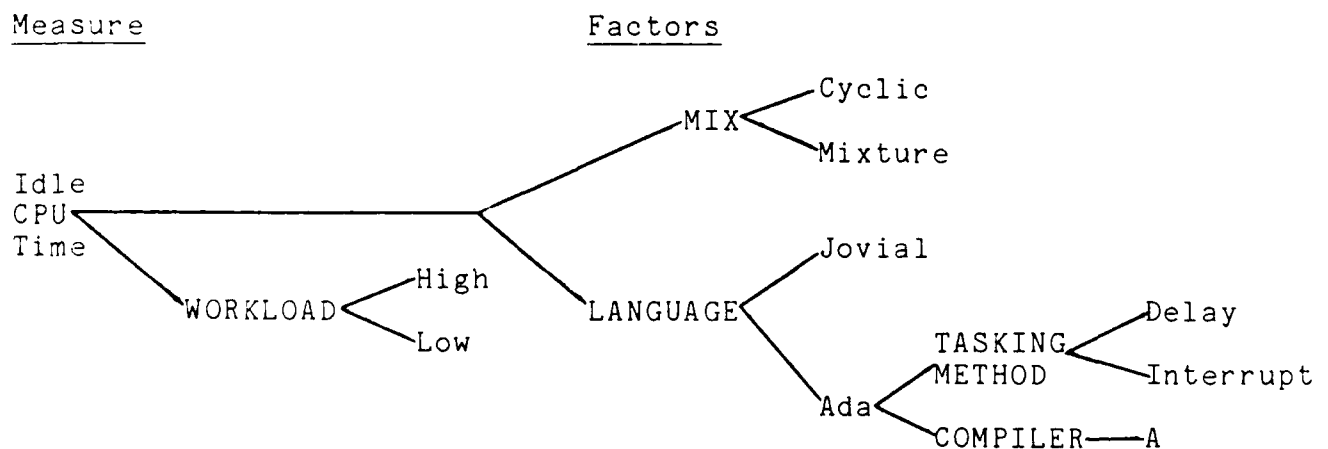 Measure Factors
Cyclic
MIX
Mixture
Idle
CPU
Time
Jovial
High
WORKLOAD
LANGUAGE
Low
Delay
TASKING
METHOD
Interrupt
Ada
COMPILER A